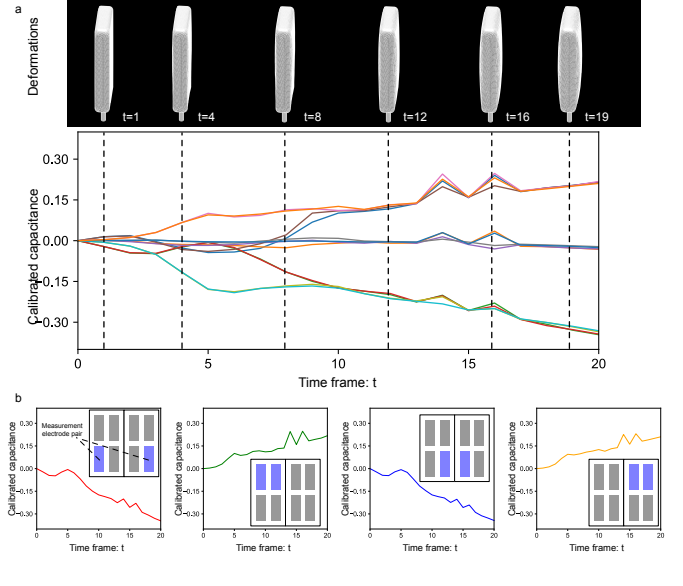 a
Deformations
t=1
t=4
t=8
t=12
t=16
t=19
Calibrated capacitance
0.30
0.15
0.00
−0.15
−0.30
0
5
10
15
20
Time frame: t
b
Measurement
electrode pair
Calibrated capacitance
0.30
0.15
0.00
−0.15
−0.30
0
5
10
15
20
Time frame: t
Calibrated capacitance
0.30
0.15
0.00
−0.15
−0.30
0
5
10
15
20
Time frame: t
Calibrated capacitance
0.30
0.15
0.00
−0.15
−0.30
0
5
10
15
20
Time frame: t
Calibrated capacitance
0.30
0.15
0.00
−0.15
−0.30
0
5
10
15
20
Time frame: t